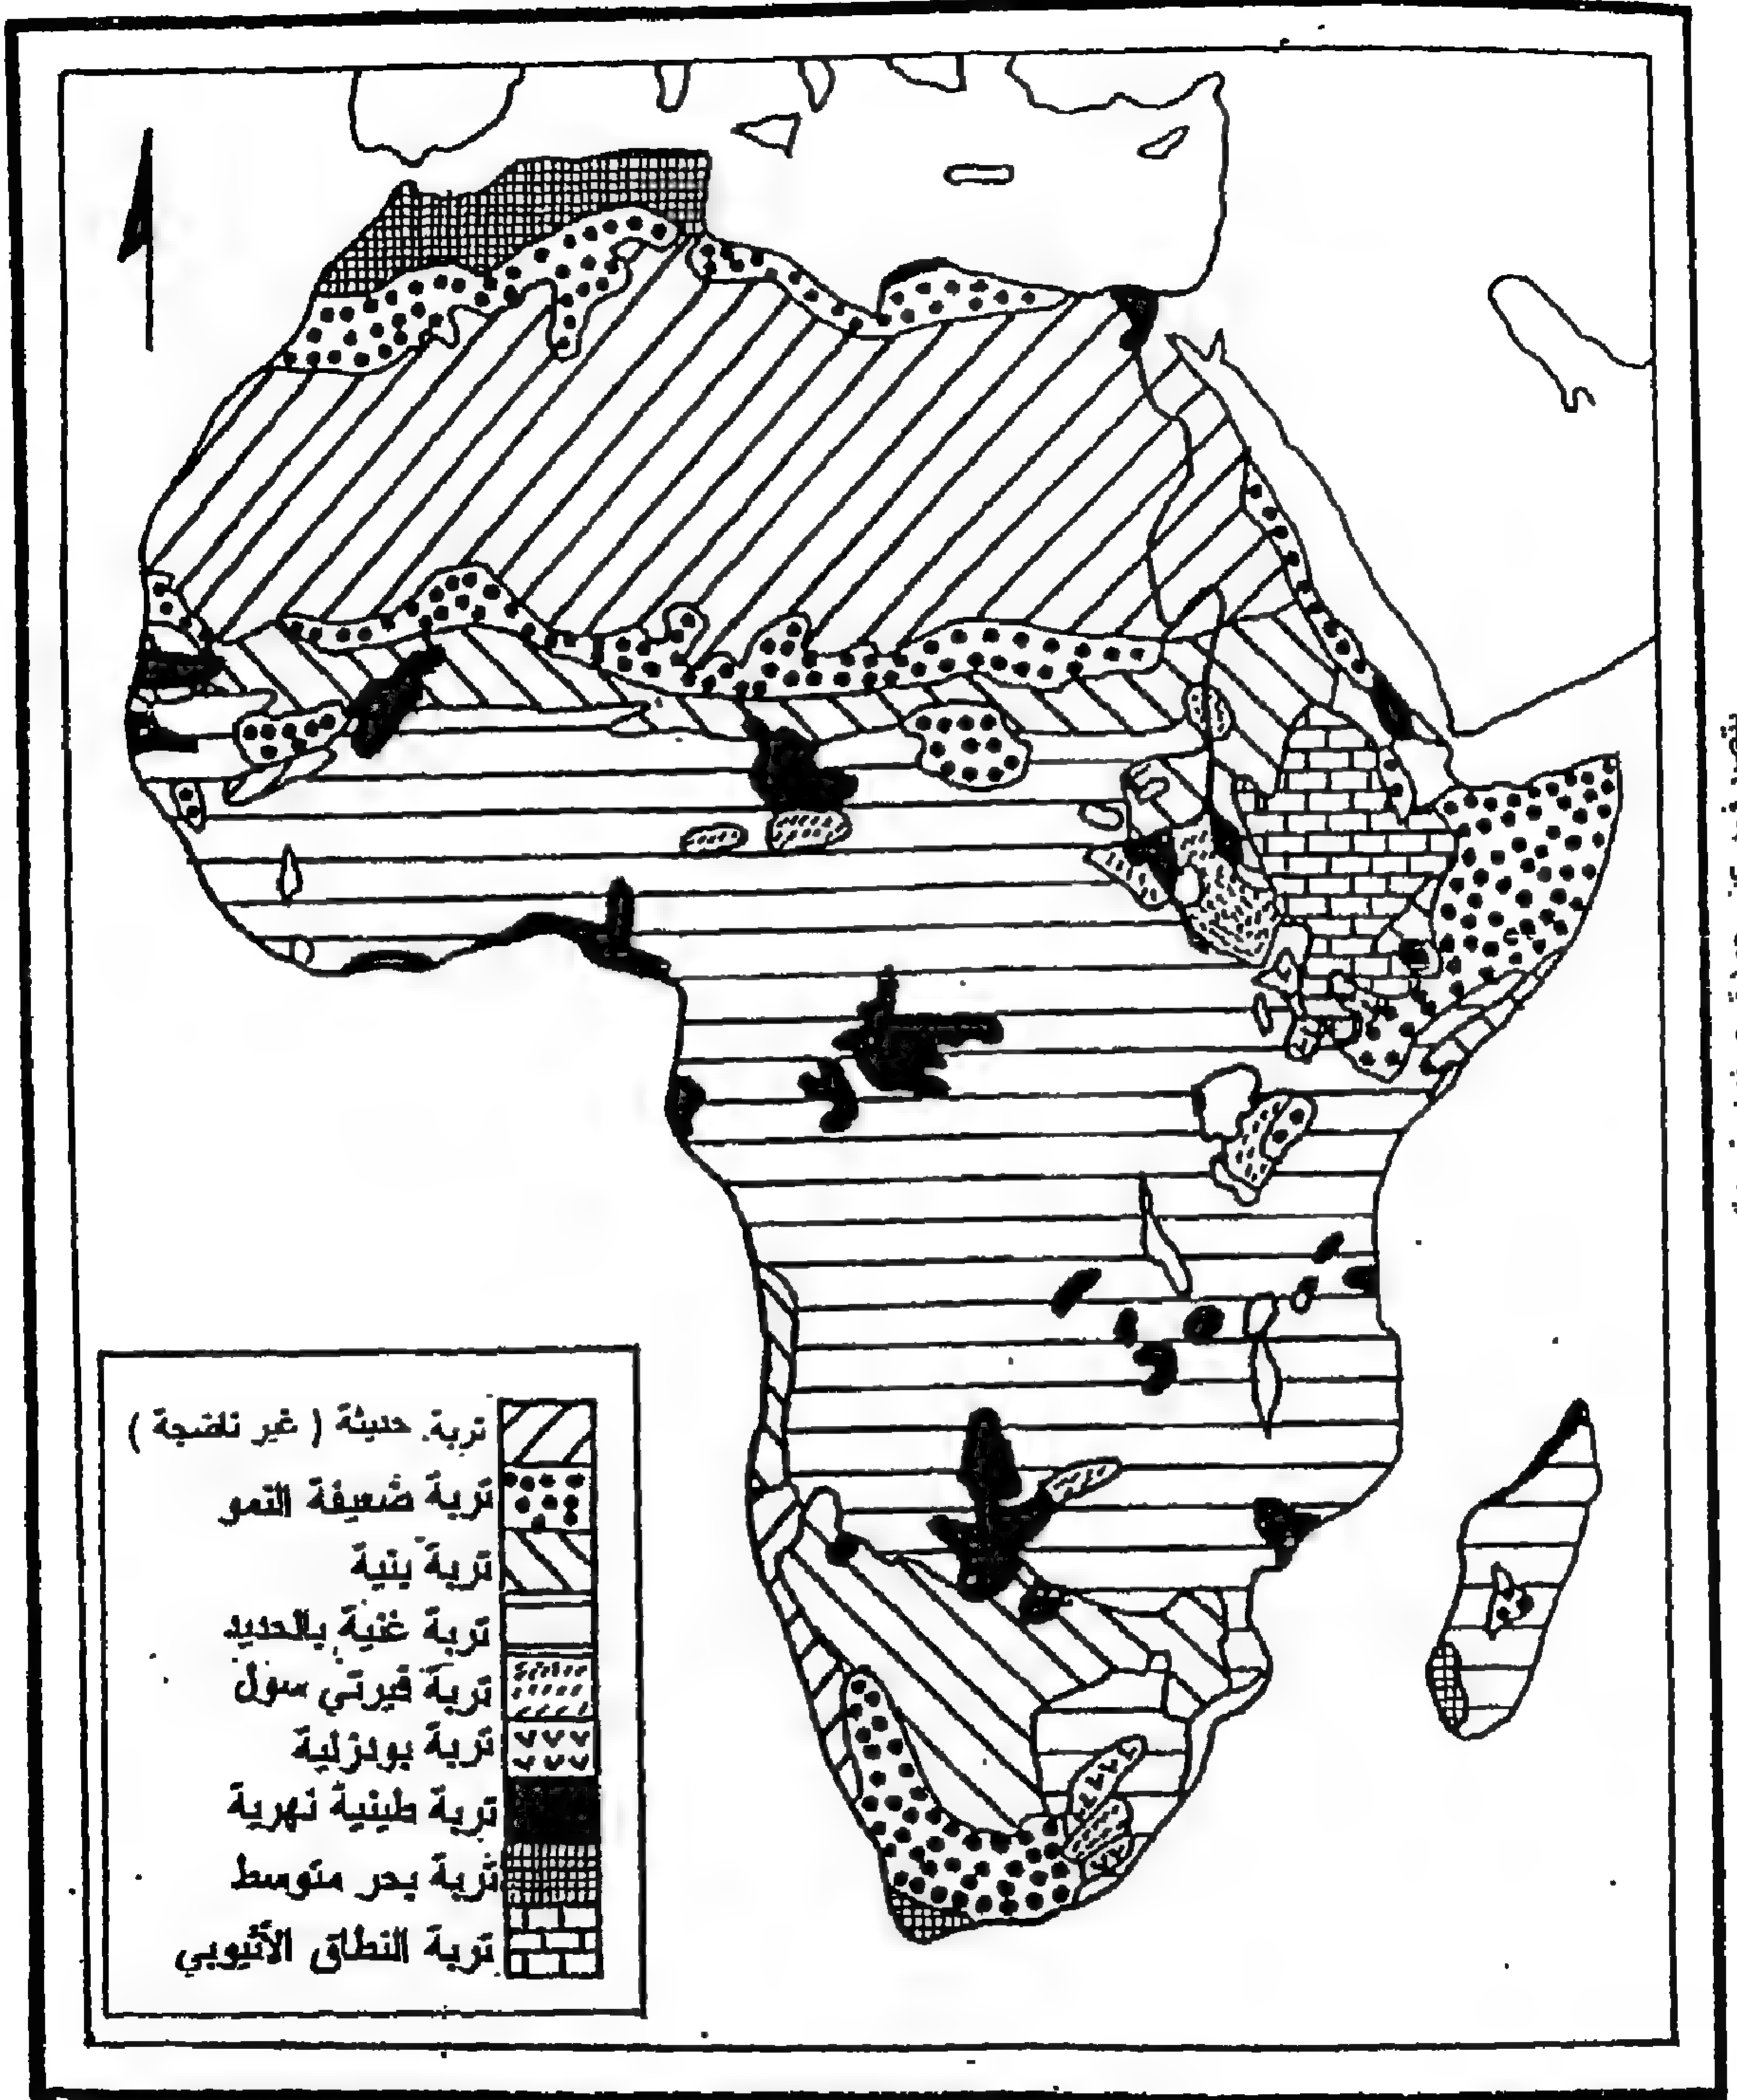 تربة حديثة ( غير ناضجة )
تربة ضعيفة النمو
تربة بنية
تربة غنية بالحديد
تربة فيرتي سول
تربة بودزلية
تربة طينية نهرية
تربة بحر متوسط
تربة النطاق الأثيوبي